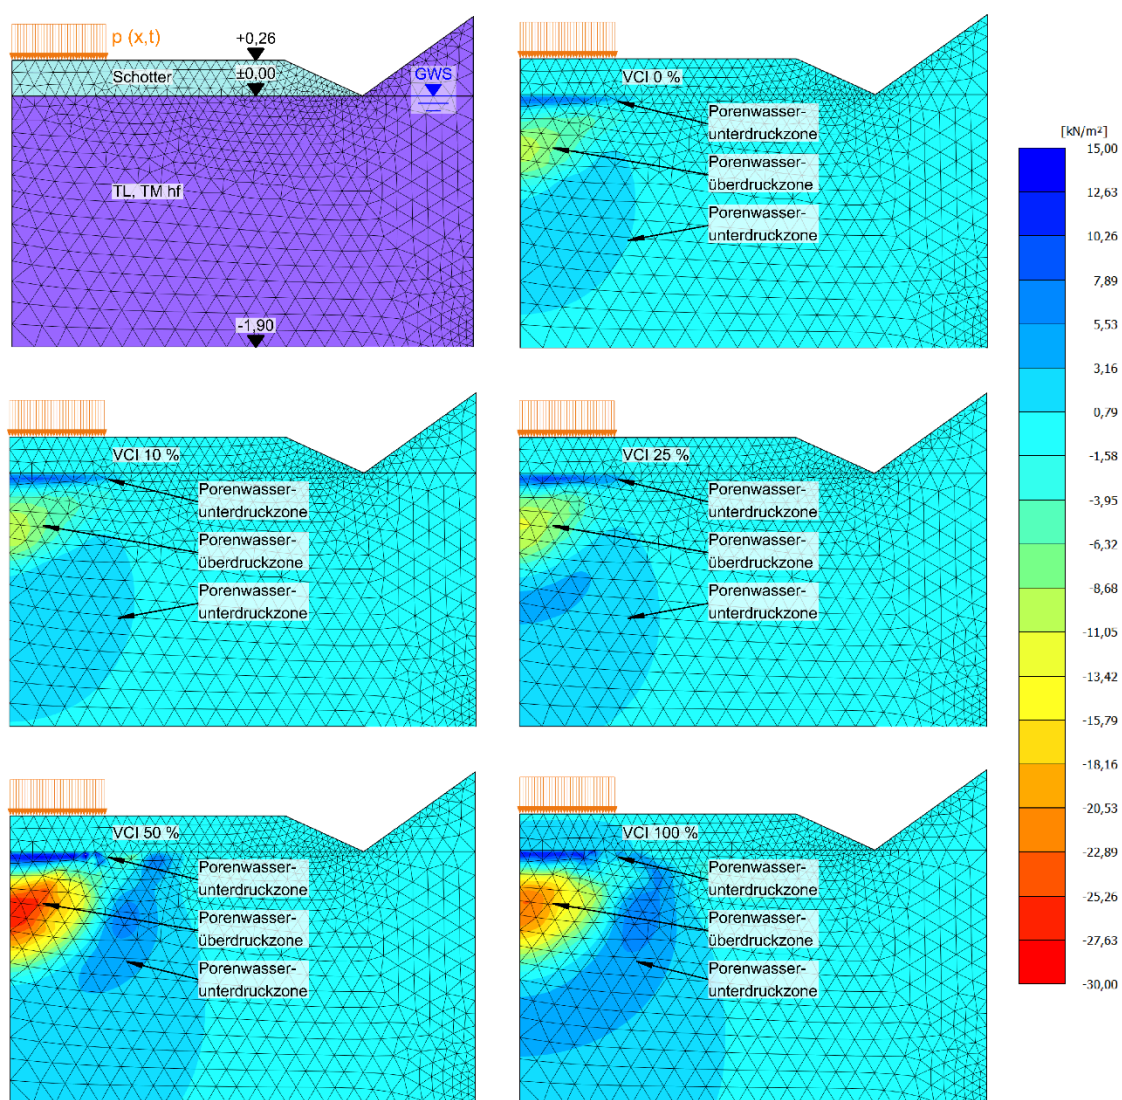 p (x,t)
+0,26
±0,00
Schotter
GWS
TL, TM hf
-1,90
VCI 0 %
Porenwasser-
unterdruckzone
Porenwasser-
überdruckzone
Porenwasser-
unterdruckzone
VCI 10 %
Porenwasser-
unterdruckzone
Porenwasser-
überdruckzone
Porenwasser-
unterdruckzone
VCI 25 %
Porenwasser-
unterdruckzone
Porenwasser-
überdruckzone
Porenwasser-
unterdruckzone
VCI 50 %
Porenwasser-
unterdruckzone
Porenwasser-
überdruckzone
Porenwasser-
unterdruckzone
VCI 100 %
Porenwasser-
unterdruckzone
Porenwasser-
überdruckzone
Porenwasser-
unterdruckzone
[kN/m²]
15,00
12,63
10,26
7,89
5,53
3,16
0,79
-1,58
-3,95
-6,32
-8,68
-11,05
-13,42
-15,79
-18,16
-20,53
-22,89
-25,26
-27,63
-30,00